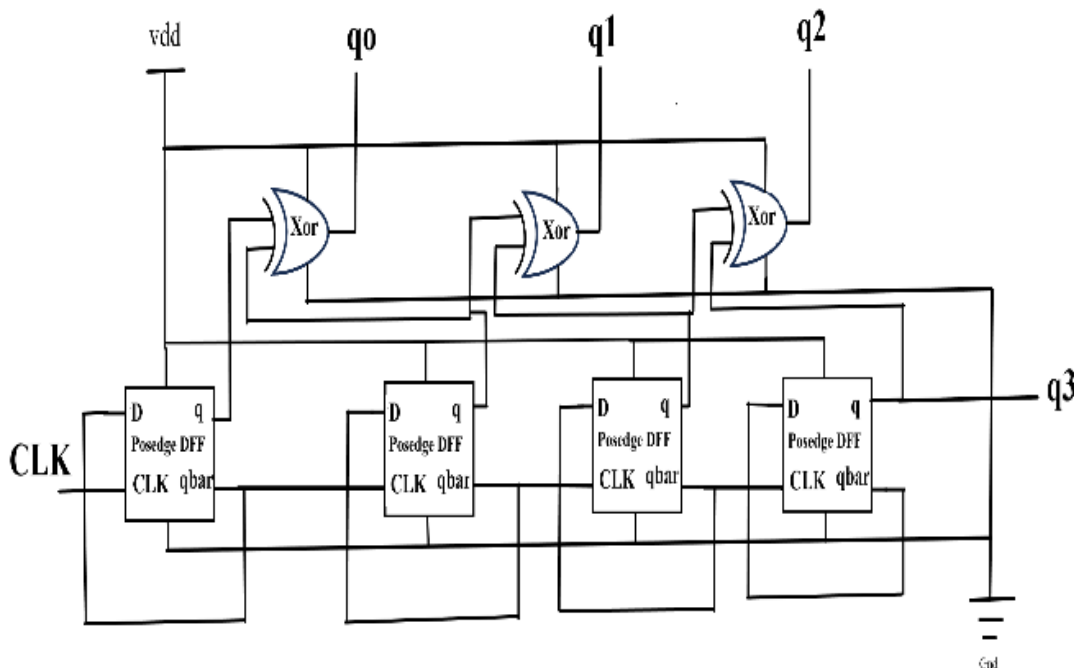 vdd
qo
q1
q2
Xor
Xor
Xor
D
q
Posedge DFF
CLK
qbar
D
q
Posedge DFF
CLK
qbar
D
q
Posedge DFF
CLK
qbar
D
q
Posedge DFF
CLK
qbar
q3
CLK
Gnd